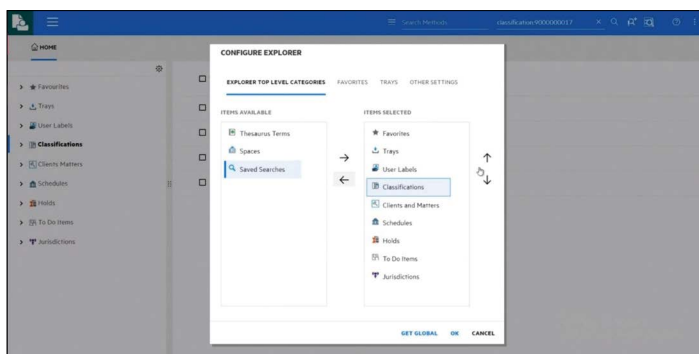 Search Methods
classification:9000000017
HOME
Favourites
Trays
User Labels
Classifications
Clients Matters
Schedules
Holds
To Do Items
Jurisdictions
CONFIGURE EXPLORER
EXPLORER TOP LEVEL CATEGORIES FAVORITES TRAYS OTHER SETTINGS
ITEMS AVAILABLE
Thesaurus Terms
Spaces
Saved Searches
ITEMS SELECTED
Favorites
Trays
User Labels
Classifications
Clients and Matters
Schedules
Holds
To Do Items
Jurisdictions
GET GLOBAL OK CANCEL